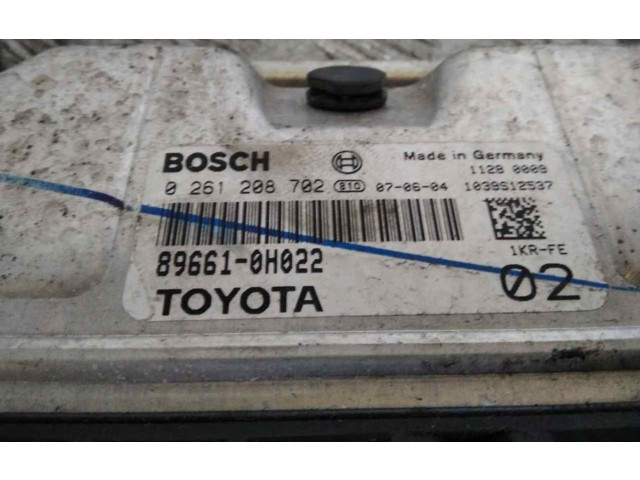 BOSCH Made in Germany
1128 0009
0 261 208 702 B10 07-06-04 1039S12537
89661-0H022 1KR-FE
TOYOTA 02